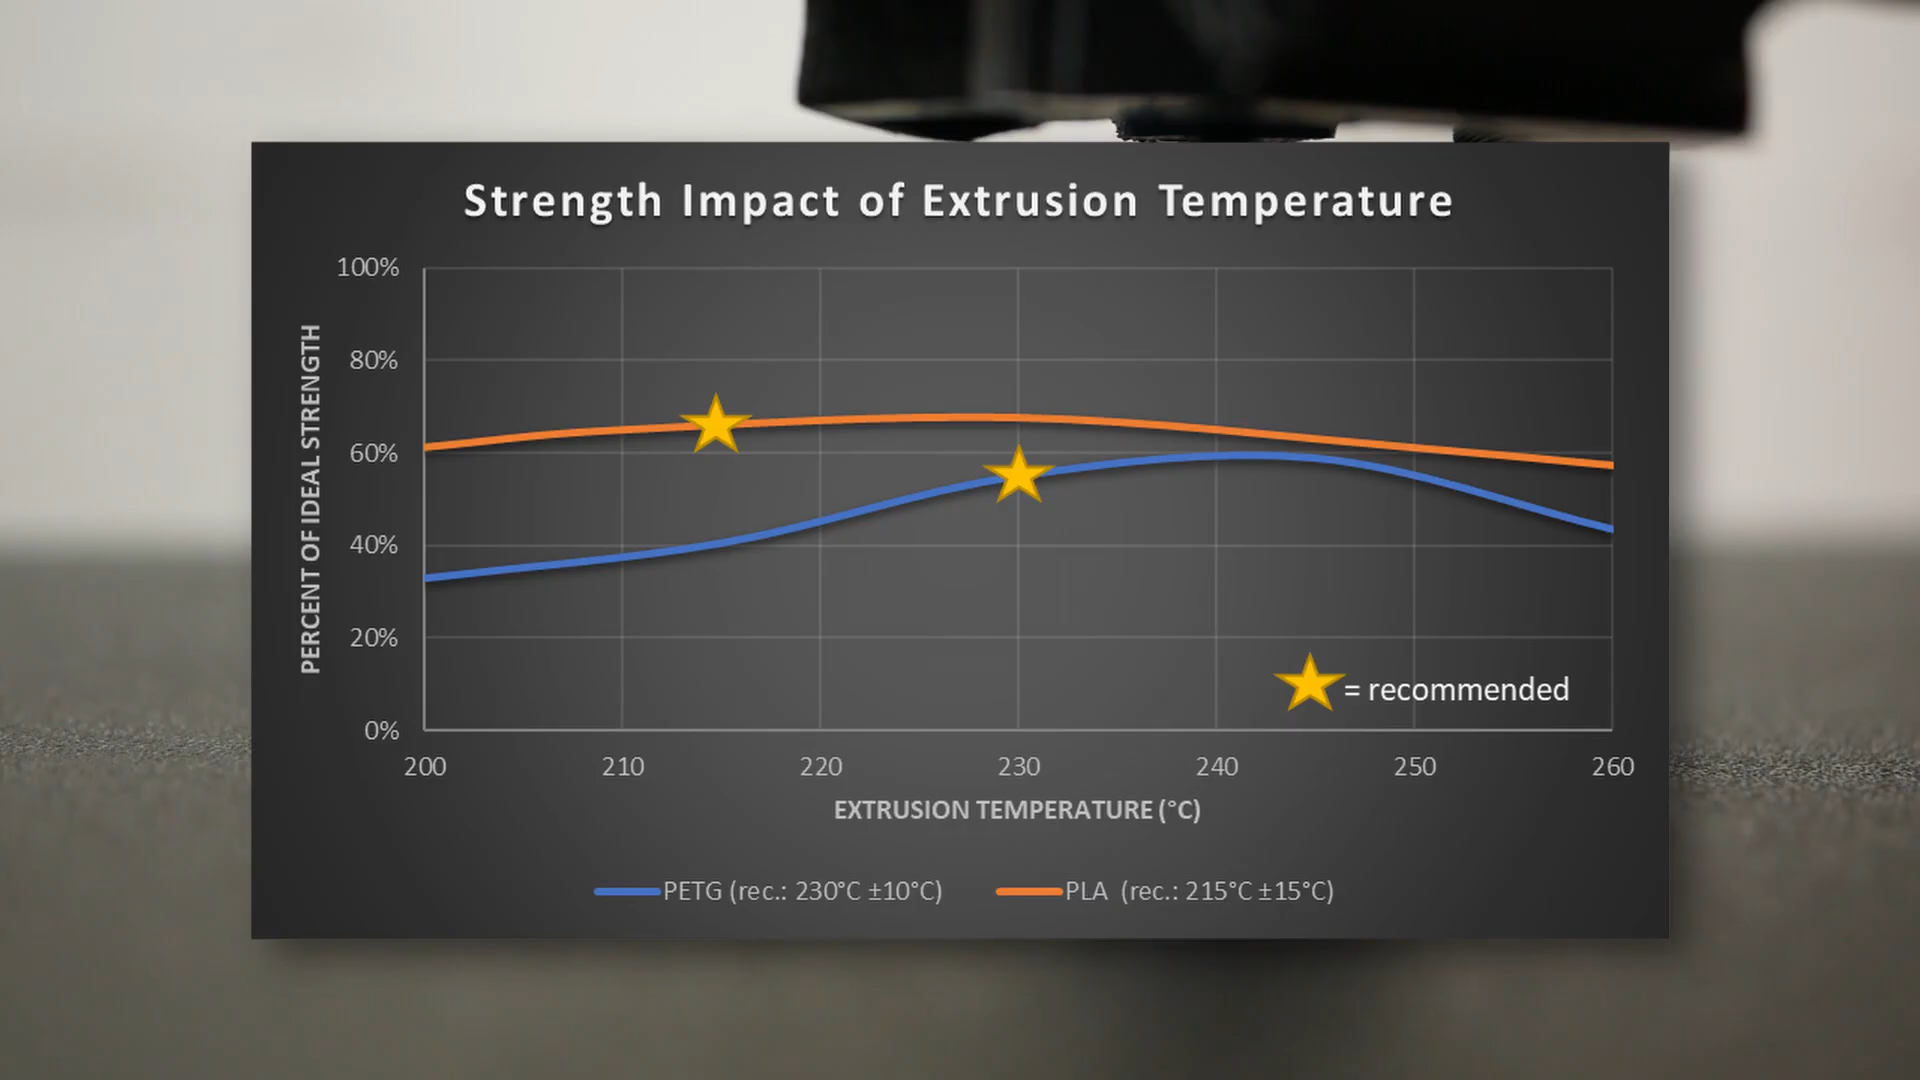 Strength Impact of Extrusion Temperature
100%
80%
60%
40%
20%
0%
PERCENT OF IDEAL STRENGTH
= recommended
200 210 220 230 240 250 260
EXTRUSION TEMPERATURE (°C)
PETG (rec.: 230°C ±10°C) PLA (rec.: 215°C ±15°C)